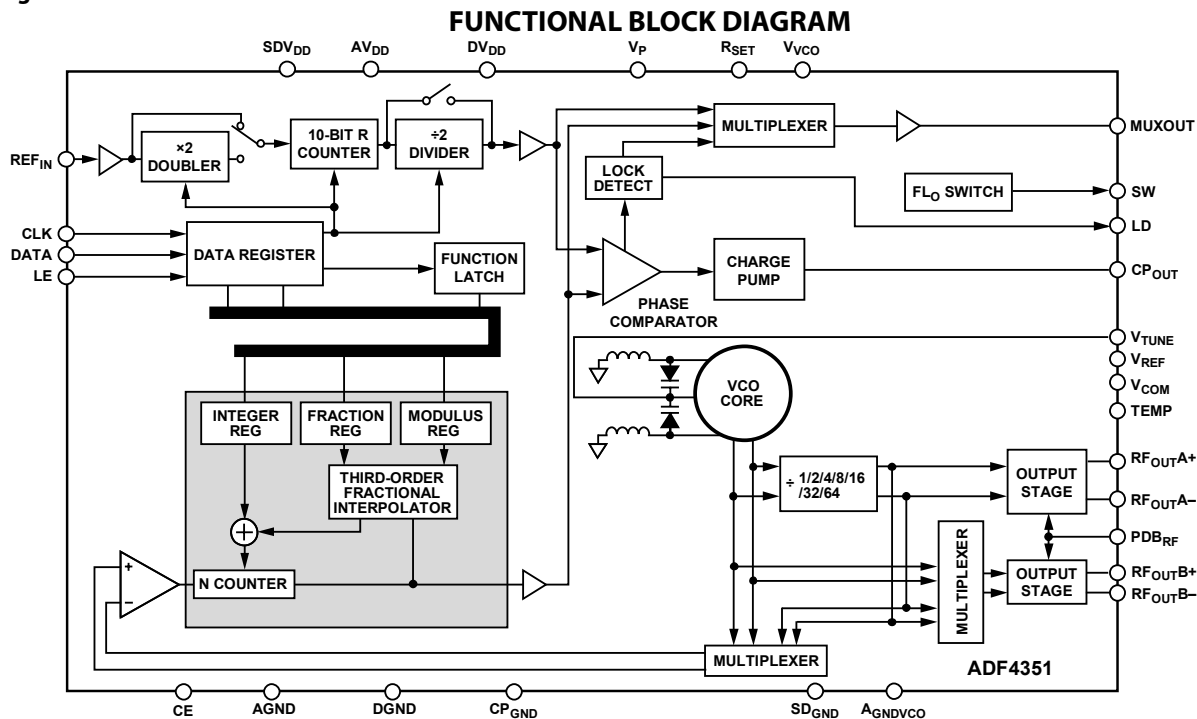 FUNCTIONAL BLOCK DIAGRAM
SDVDD
AVDD
DVDD
VP
RSET
VVCO
REFIN
×2
DOUBLER
10-BIT R
COUNTER
÷2
DIVIDER
MULTIPLEXER
MUXOUT
LOCK
DETECT
FLO SWITCH
SW
LD
CLK
DATA
LE
DATA REGISTER
FUNCTION
LATCH
CHARGE
PUMP
CPOUT
PHASE
COMPARATOR
VTUNE
VREF
VCOM
TEMP
VCO
CORE
INTEGER
REG
FRACTION
REG
MODULUS
REG
THIRD-ORDER
FRACTIONAL
INTERPOLATOR
+
−
N COUNTER
÷ 1/2/4/8/16
/32/64
OUTPUT
STAGE
RFOUTA+
RFOUTA−
PDBRF
MULTIPLEXER
OUTPUT
STAGE
RFOUTB+
RFOUTB−
MULTIPLEXER
ADF4351
CE
AGND
DGND
CPGND
SDGND
AGNDVCO